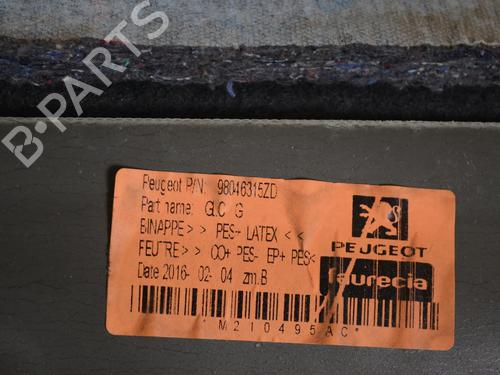 B-PARTS
Peugeot P/N: 98046315ZD
Part name: GLC G
BINAPPE > > PES- LATEX < <
FEUTRE > > CO+ PES- EP+ PES<
Date 2016- 02- 04 zm.B
PEUGEOT
faurecia
*M210495AC*